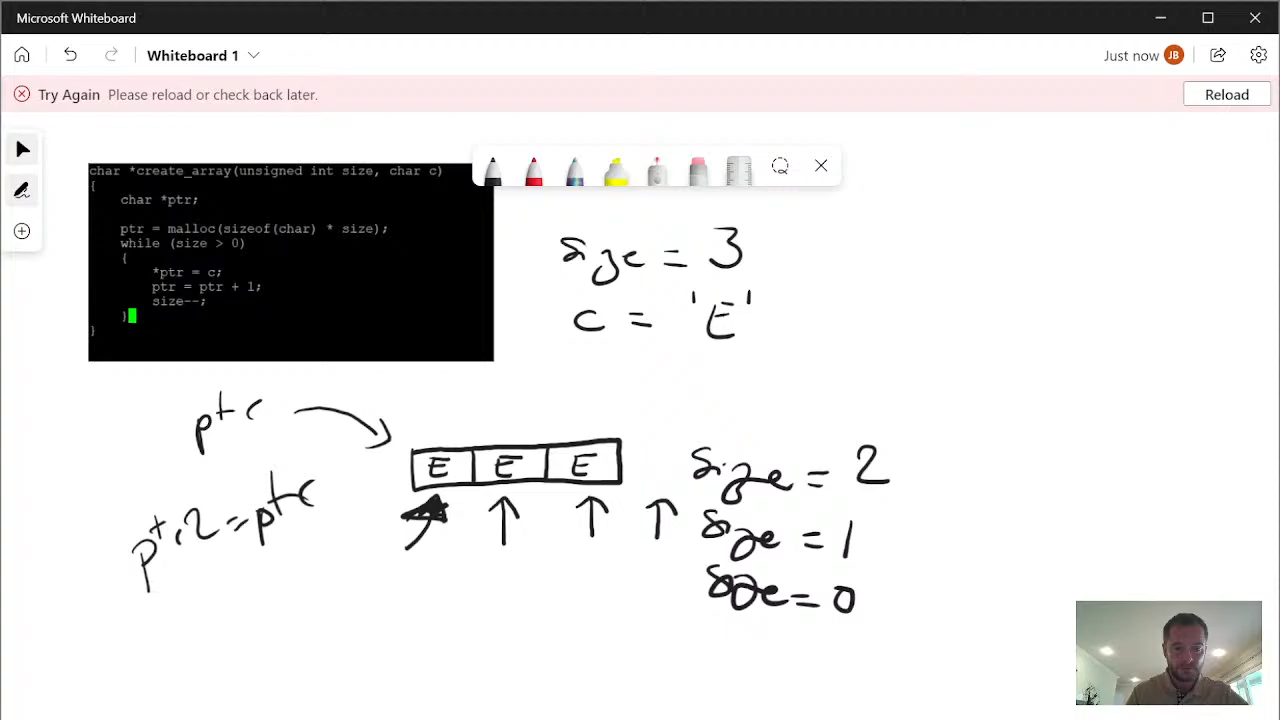 Microsoft Whiteboard
Whiteboard 1
Just now JB
Try Again Please reload or check back later.
Reload
char *create_array(unsigned int size, char c)
{
char *ptr;
ptr = malloc(sizeof(char) * size);
while (size > 0)
{
*ptr = c;
ptr = ptr + 1;
size--;
}
}
size = 3
c = 'E'
ptr
E E E
ptr2 = ptr
size = 2
size = 1
size = 0